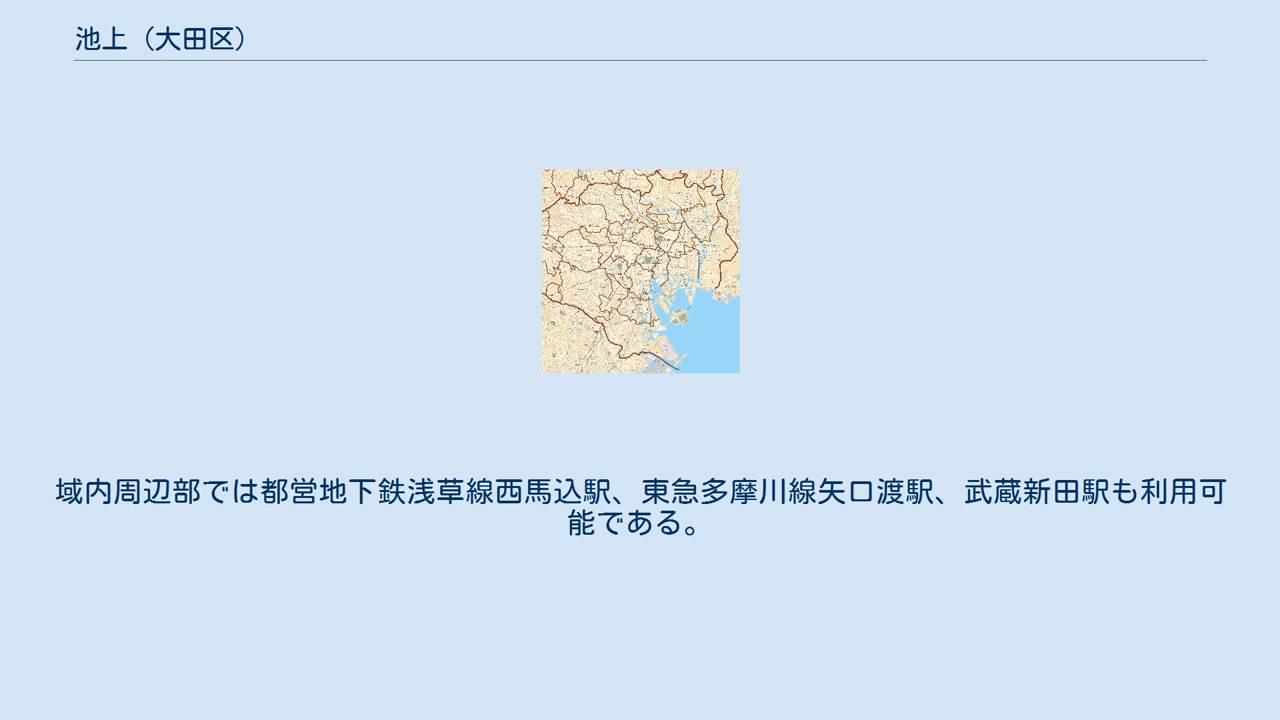 池上（大田区）
域内周辺部では都営地下鉄浅草線西馬込駅、東急多摩川線矢口渡駅、武蔵新田駅も利用可
能である。